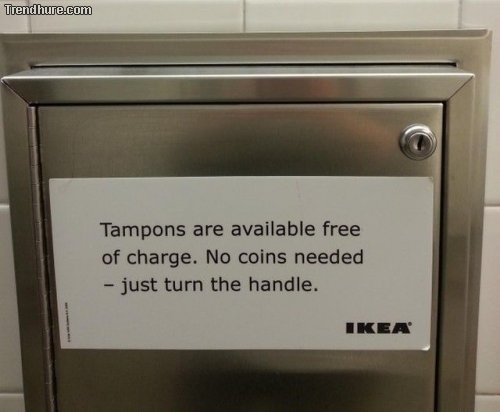 Trendhure.com
Tampons are available free
of charge. No coins needed
– just turn the handle.
IKEA